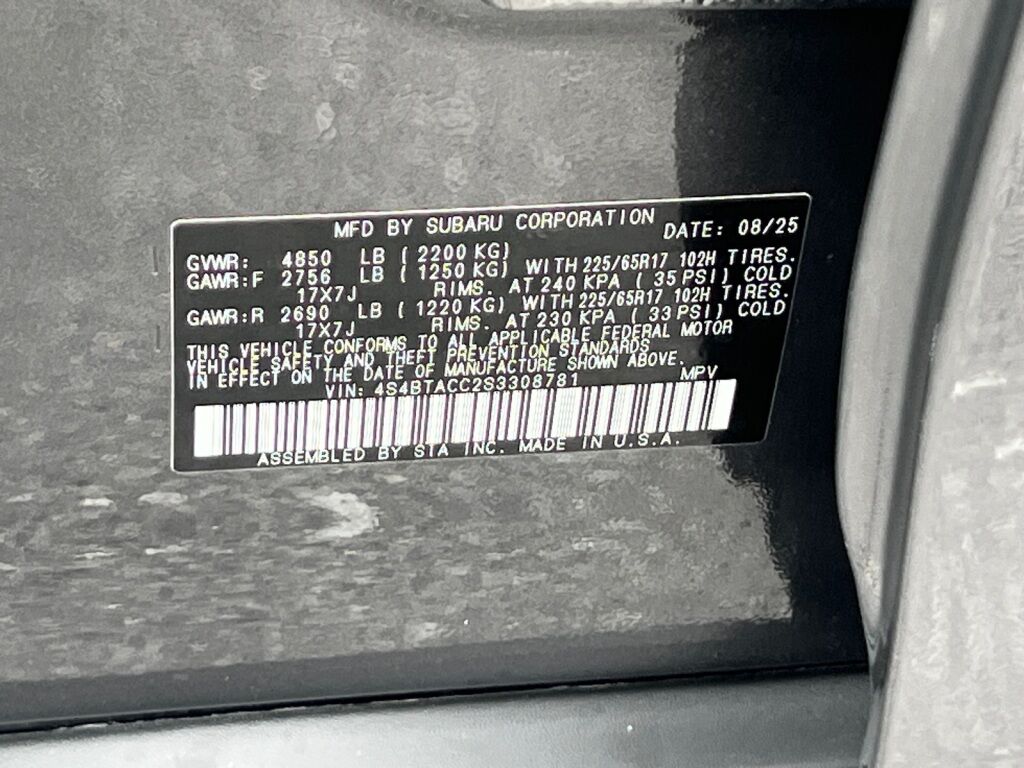 MFD BY SUBARU CORPORATION DATE: 08/25
GVWR: 4850 LB ( 2200 KG)
GAWR:F 2756 LB ( 1250 KG) WITH 225/65R17 102H TIRES.
17X7J RIMS. AT 240 KPA ( 35 PSI) COLD
GAWR:R 2690 LB ( 1220 KG) WITH 225/65R17 102H TIRES.
17X7J RIMS. AT 230 KPA ( 33 PSI) COLD
THIS VEHICLE CONFORMS TO ALL APPLICABLE FEDERAL MOTOR
VEHICLE SAFETY AND THEFT PREVENTION STANDARDS
IN EFFECT ON THE DATE OF MANUFACTURE SHOWN ABOVE.
VIN: 4S4BTACC2S3308781 MPV
ASSEMBLED BY STA INC. MADE IN U.S.A.